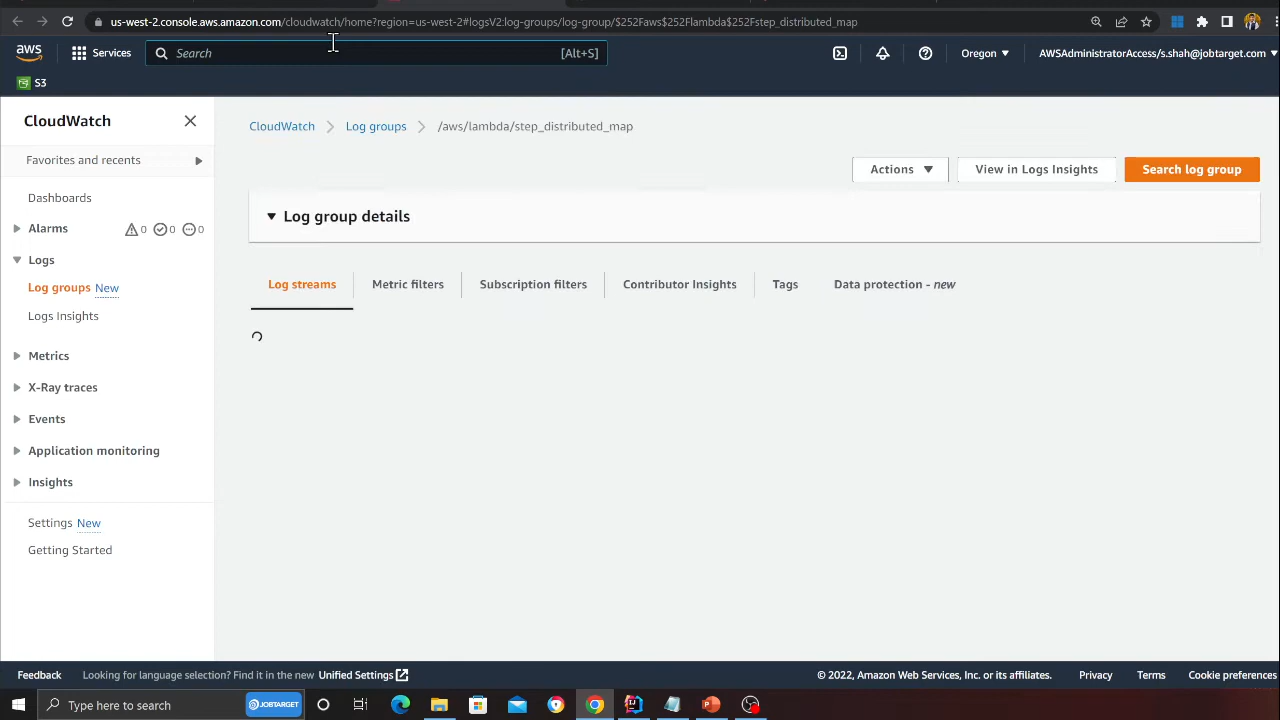 us-west-2.console.aws.amazon.com/cloudwatch/home?region=us-west-2#logsV2:log-groups/log-group/$252Faws$252Flambda$252Fstep_distributed_map
aws
Services
Search
[Alt+S]
Oregon
AWSAdministratorAccess/s.shah@jobtarget.com
S3
CloudWatch
Favorites and recents
Dashboards
Alarms
0
0
0
Logs
Log groups New
Logs Insights
Metrics
X-Ray traces
Events
Application monitoring
Insights
Settings New
Getting Started
CloudWatch
Log groups
/aws/lambda/step_distributed_map
Actions
View in Logs Insights
Search log group
Log group details
Log streams
Metric filters
Subscription filters
Contributor Insights
Tags
Data protection - new
Feedback
Looking for language selection? Find it in the new Unified Settings
© 2022, Amazon Web Services, Inc. or its affiliates.
Privacy
Terms
Cookie preferences
Type here to search
JOBTARGET